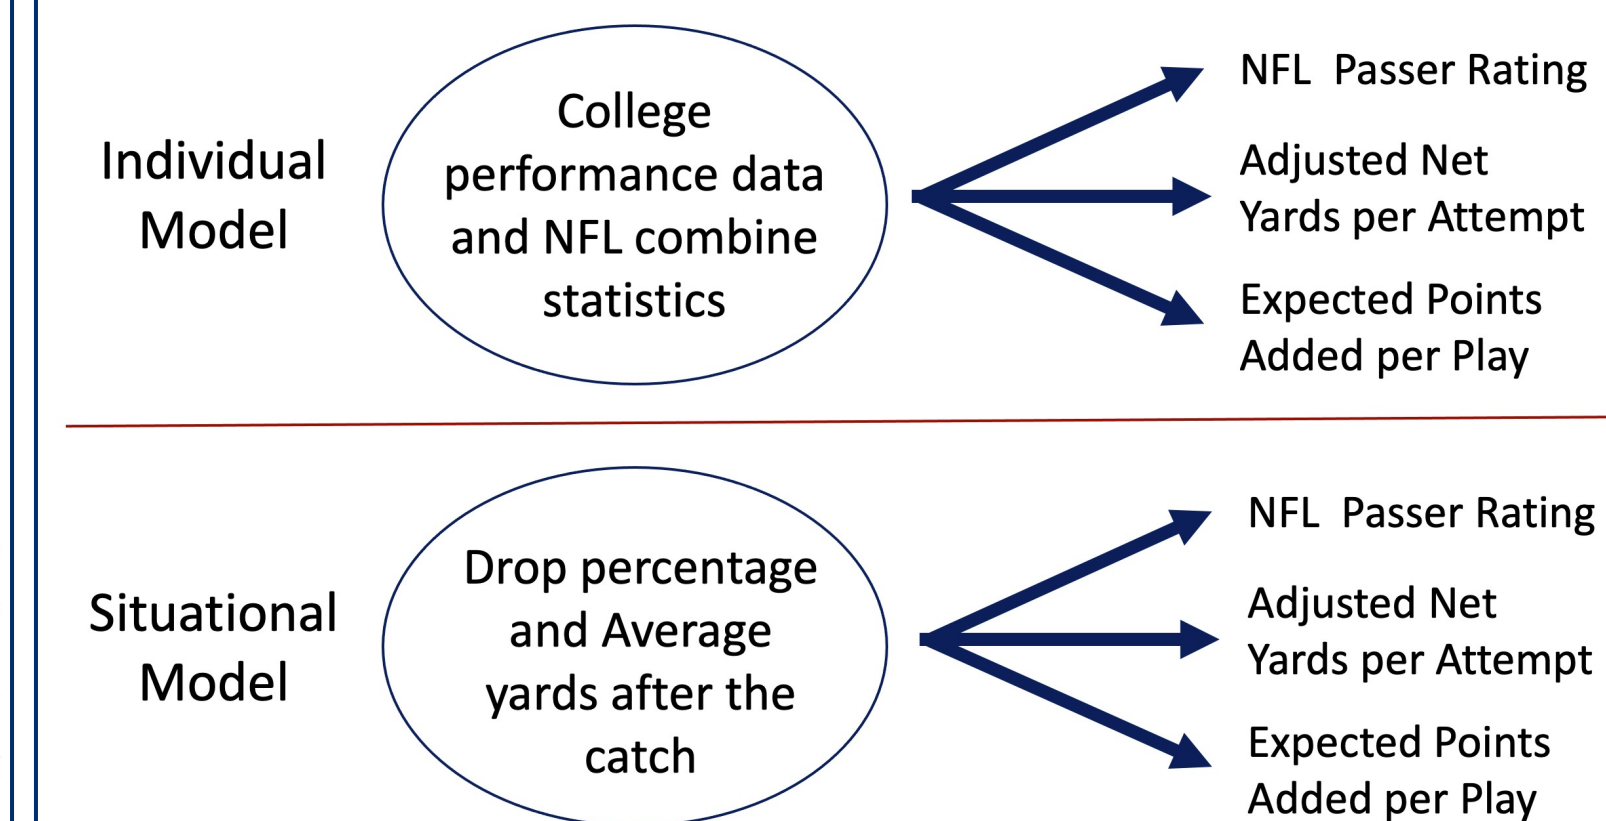 Individual
Model
College
performance data
and NFL combine
statistics
NFL Passer Rating
Adjusted Net
Yards per Attempt
Expected Points
Added per Play
Situational
Model
Drop percentage
and Average
yards after the
catch
NFL Passer Rating
Adjusted Net
Yards per Attempt
Expected Points
Added per Play